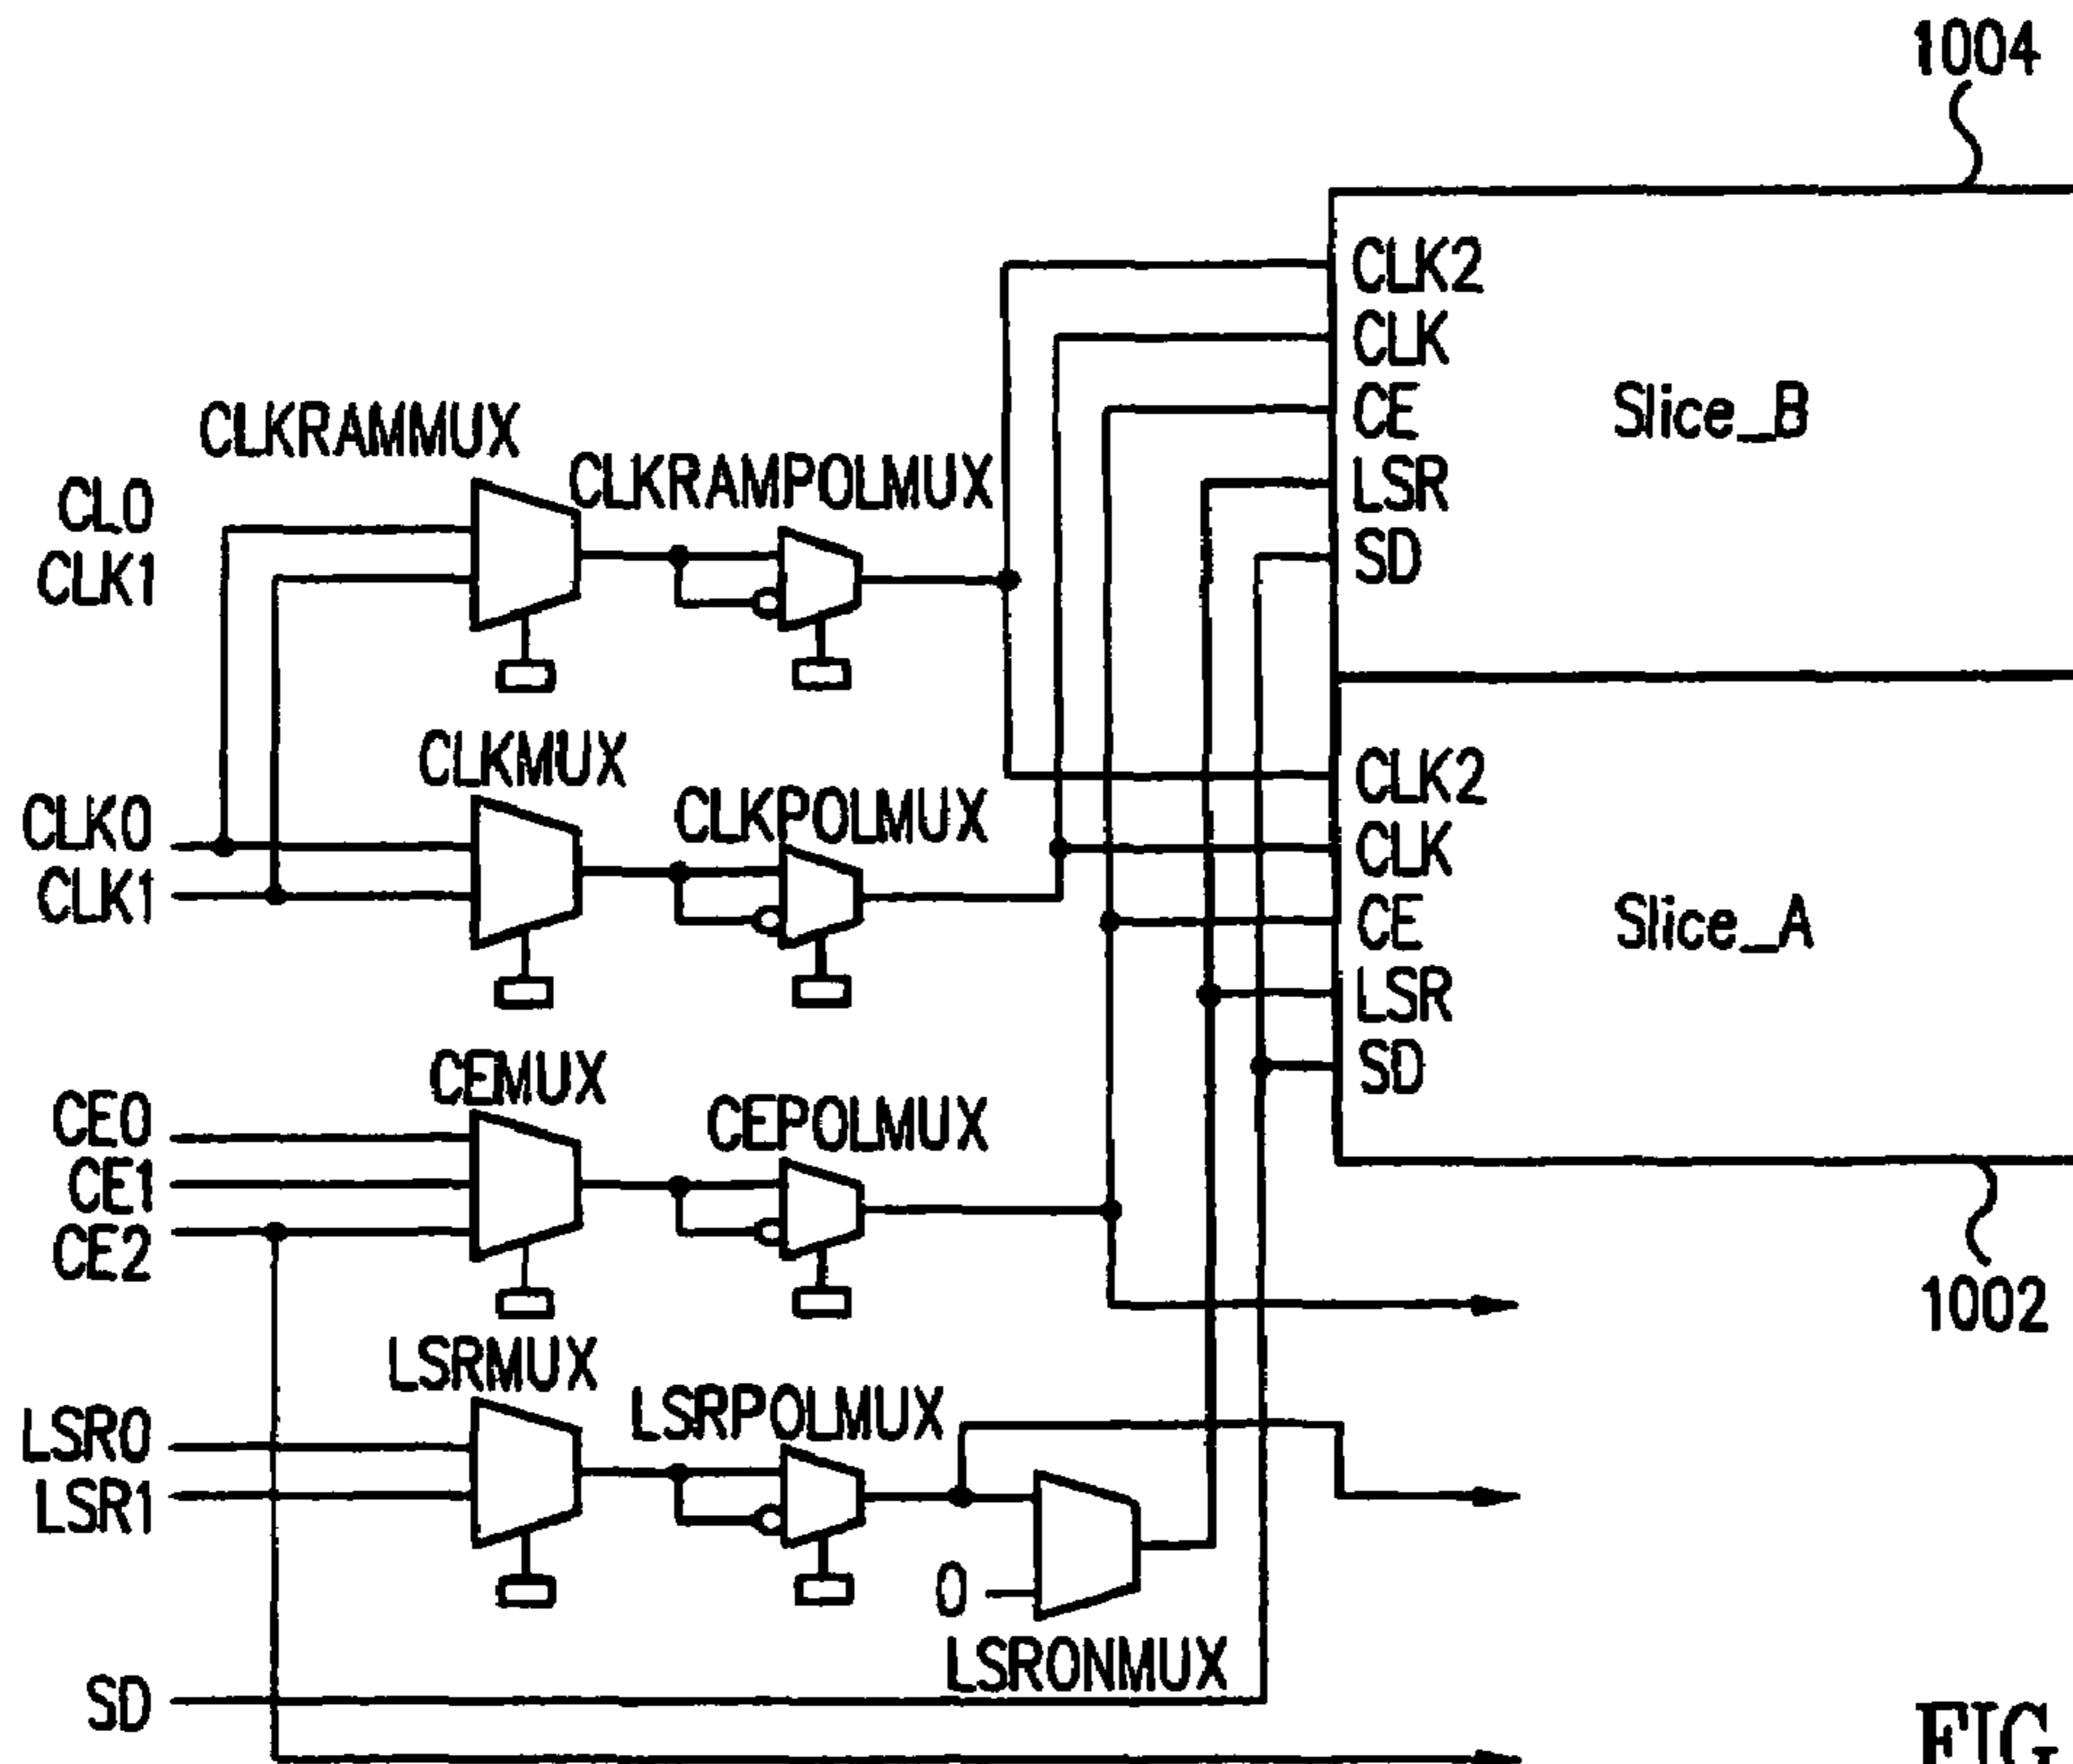 1004
CLK2
CLK
CE
LSR
SD
Slice_B
CLKRAMMUX
CLKRAMPOLMUX
CL0
CLK1
CLKMUX
CLKPOLMUX
CLK0
CLK1
CLK2
CLK
CE
LSR
SD
Slice_A
CEMUX
CEPOLMUX
CE0
CE1
CE2
1002
LSRMUX
LSRPOLMUX
LSR0
LSR1
0
LSRONMUX
SD
FIG